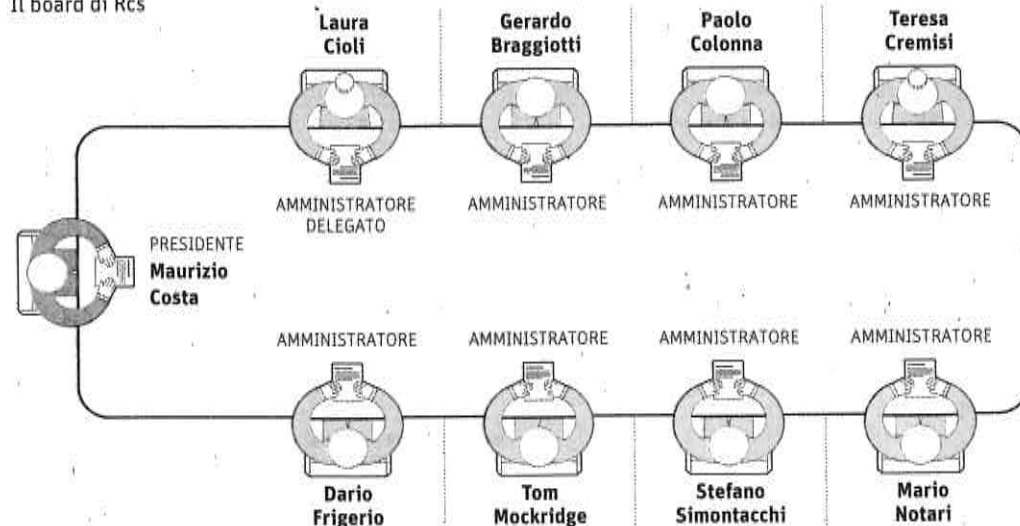 Il board di Rcs
Laura
Cioli
Gerardo
Braggiotti
Paolo
Colonna
Teresa
Cremisi
AMMINISTRATORE
DELEGATO
AMMINISTRATORE
AMMINISTRATORE
AMMINISTRATORE
PRESIDENTE
Maurizio
Costa
AMMINISTRATORE
AMMINISTRATORE
AMMINISTRATORE
AMMINISTRATORE
Dario
Frigerio
Tom
Mockridge
Stefano
Simontacchi
Mario
Notari